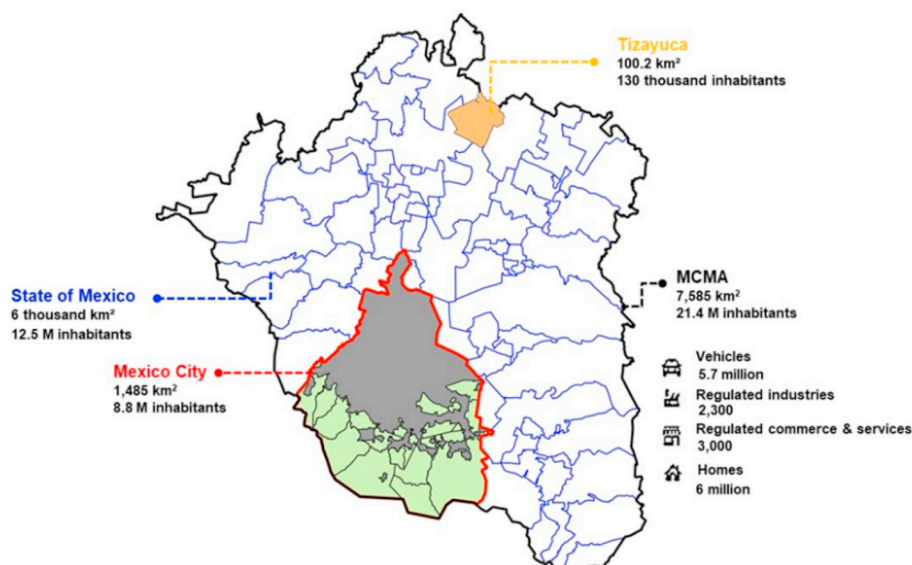 Tizayuca
100.2 km²
130 thousand inhabitants
State of Mexico
6 thousand km²
12.5 M inhabitants
MCMA
7,585 km²
21.4 M inhabitants
Mexico City
1,485 km²
8.8 M inhabitants
Vehicles
5.7 million
Regulated industries
2,300
Regulated commerce & services
3,000
Homes
6 million